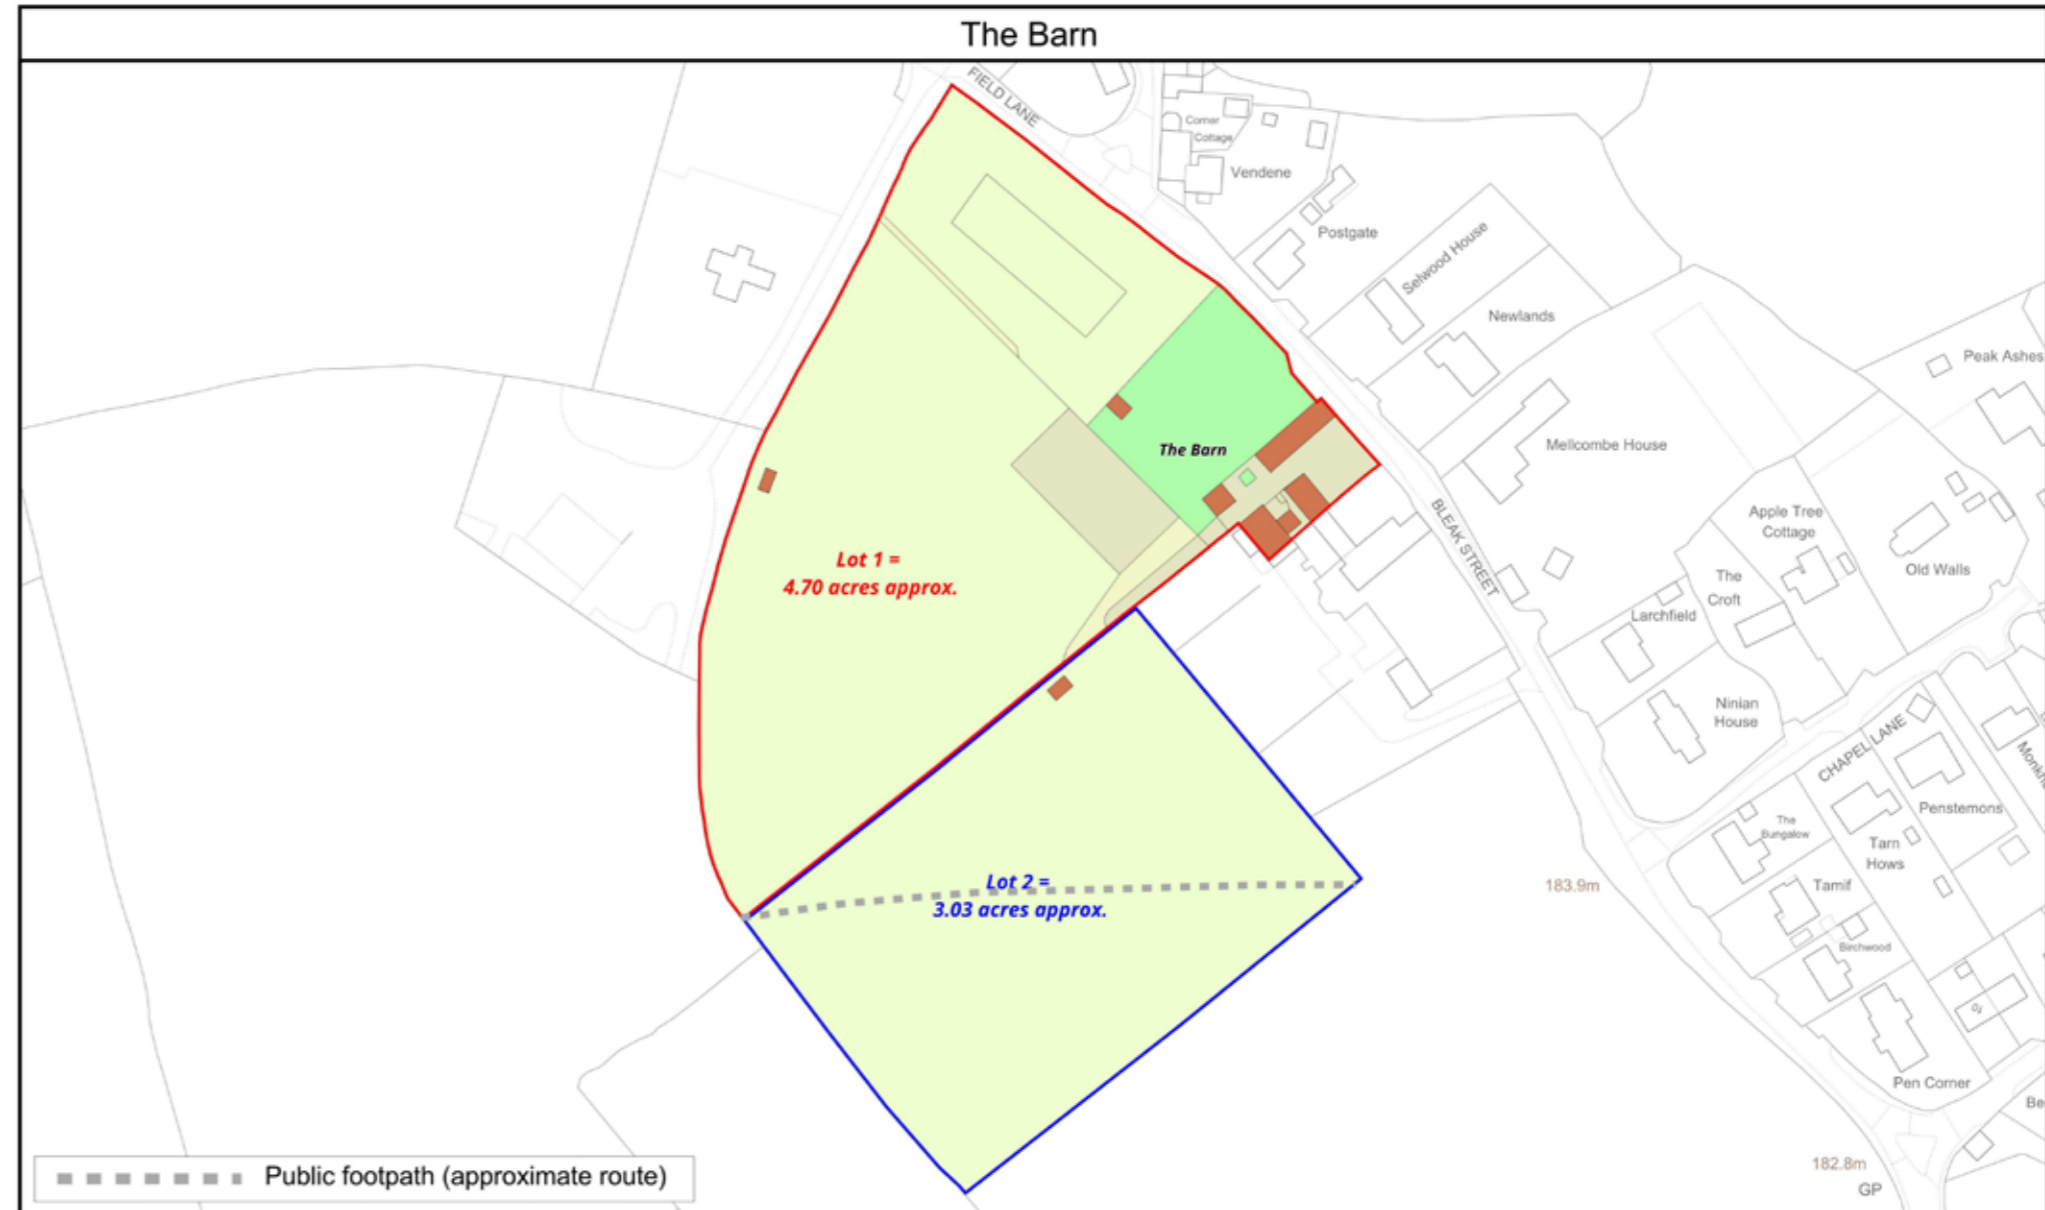 The Barn
FIELD LANE
Corner
Cottage
Vendene
Postgate
Selwood House
Newlands
Peak Ashes
Mellcombe House
The Barn
BLEAK STREET
Apple Tree
Cottage
Old Walls
The
Croft
Larchfield
Lot 1 =
4.70 acres approx.
Ninian
House
CHAPEL LANE
Penstemons
The
Bungalow
Tarn
Hows
Tamif
183.9m
Lot 2 =
3.03 acres approx.
Birchwood
Pen Corner
182.8m
GP
Public footpath (approximate route)